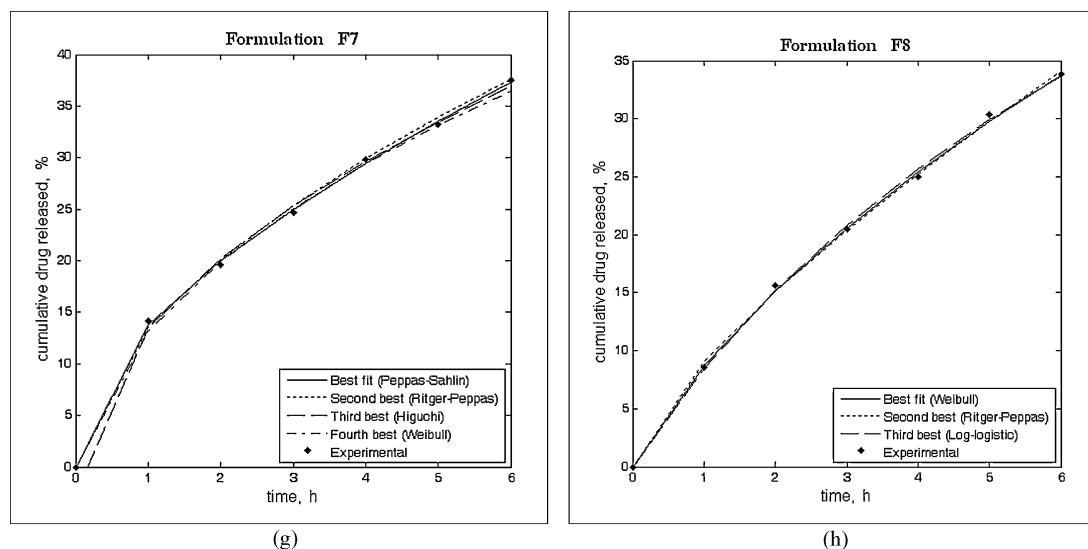 Formulation F7
40
35
30
25
20
15
10
5
0
cumulative drug released, %
0 1 2 3 4 5 6
time, h
Best fit (Peppas-Sahlin)
Second best (Ritger-Peppas)
Third best (Higuchi)
Fourth best (Weibull)
Experimental
(g)
Formulation F8
35
30
25
20
15
10
5
0
cumulative drug released, %
0 1 2 3 4 5 6
time, h
Best fit (Weibull)
Second best (Ritger-Peppas)
Third best (Log-logistic)
Experimental
(h)